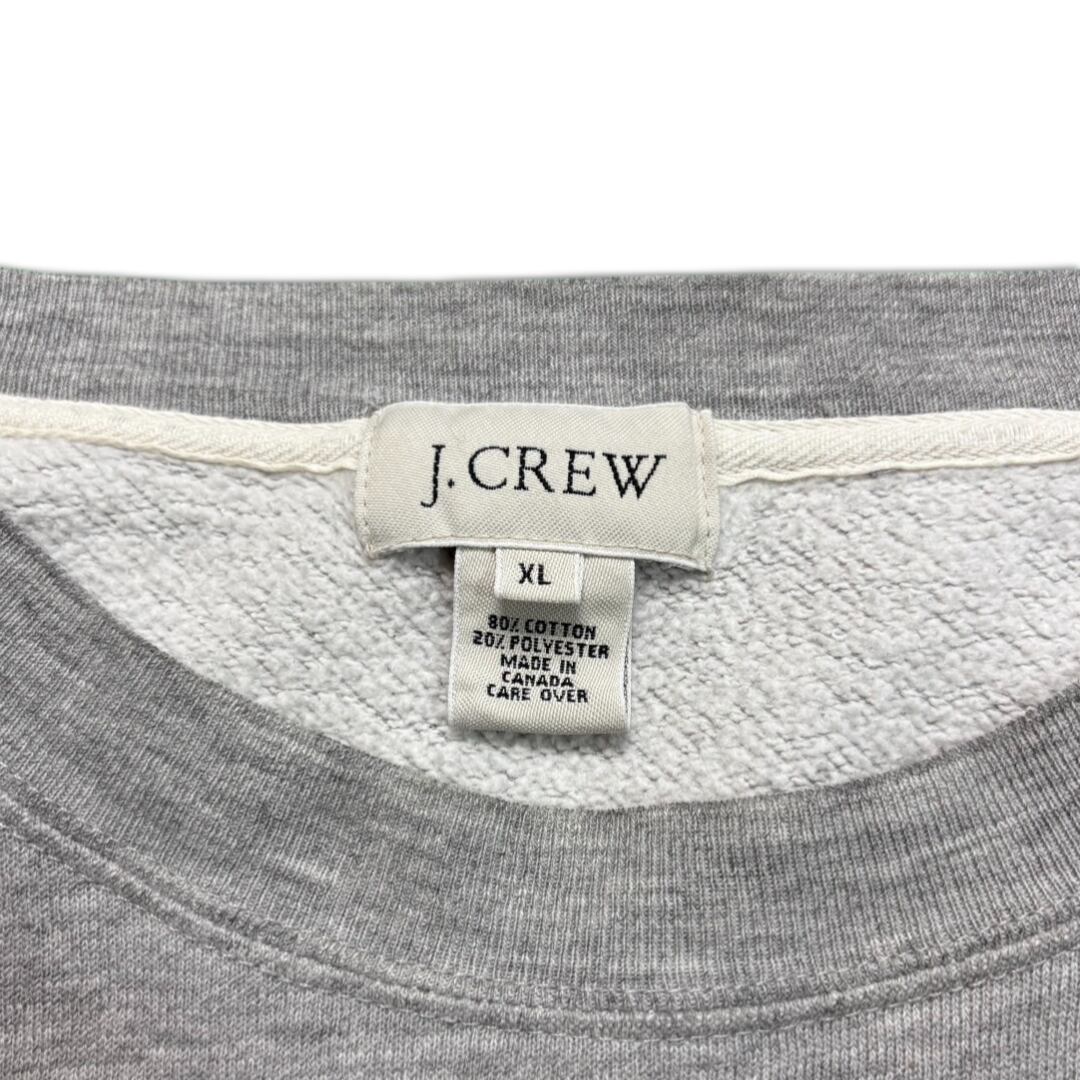 J.CREW
XL
80% COTTON
20% POLYESTER
MADE IN
CANADA
CARE OVER